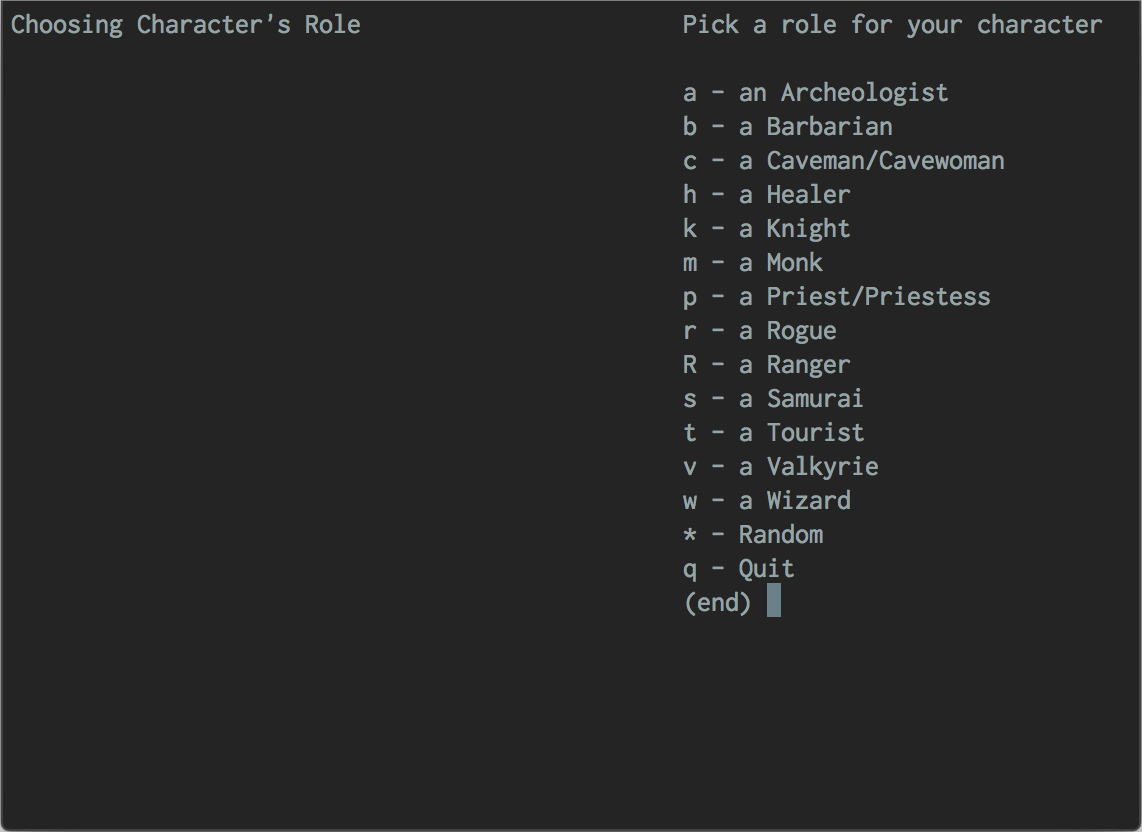 Choosing Character's Role
Pick a role for your character
a - an Archeologist
b - a Barbarian
c - a Caveman/Cavewoman
h - a Healer
k - a Knight
m - a Monk
p - a Priest/Priestess
r - a Rogue
R - a Ranger
s - a Samurai
t - a Tourist
v - a Valkyrie
w - a Wizard
* - Random
q - Quit
(end)